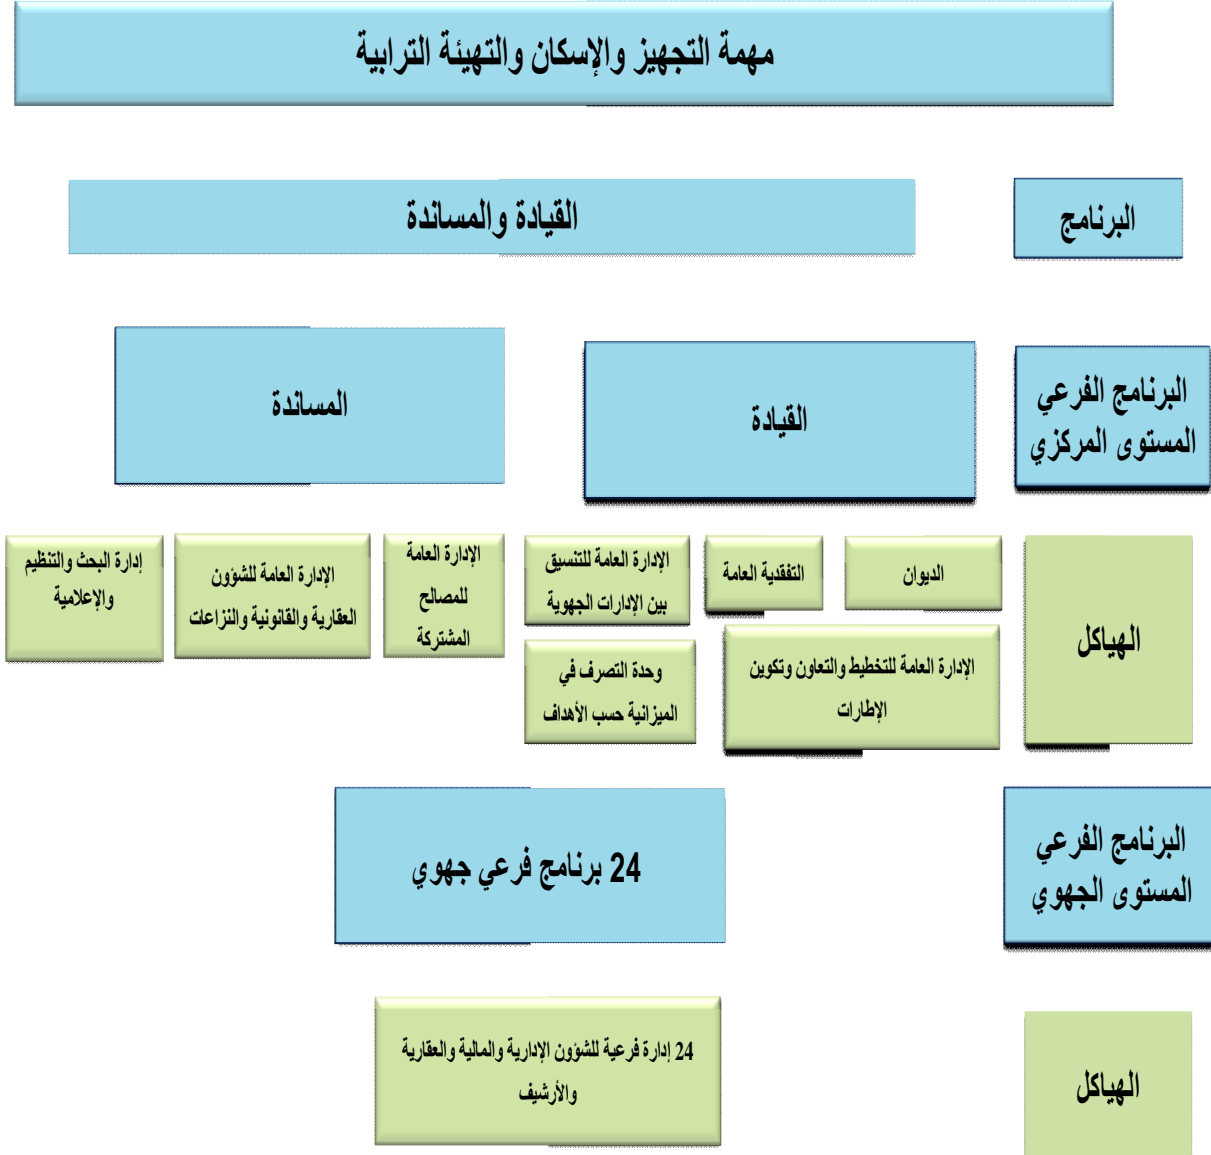 مهمة التجهيز والإسكان والتهيئة الترابية
البرنامج
القيادة والمساندة
البرنامج الفرعي
المستوى المركزي
القيادة
المساندة
الهياكل
الديوان
التفقدية العامة
الإدارة العامة للتنسيق
بين الإدارات الجهوية
الإدارة العامة للتخطيط والتعاون وتكوين
الإطارات
وحدة التصرف في
الميزانية حسب الأهداف
الإدارة العامة
للمصالح
المشتركة
الإدارة العامة للشؤون
العقارية والقانونية والنزاعات
إدارة البحث والتنظيم
والإعلامية
البرنامج الفرعي
المستوى الجهوي
24 برنامج فرعي جهوي
الهياكل
24 إدارة فرعية للشؤون الإدارية والمالية والعقارية
والأرشيف